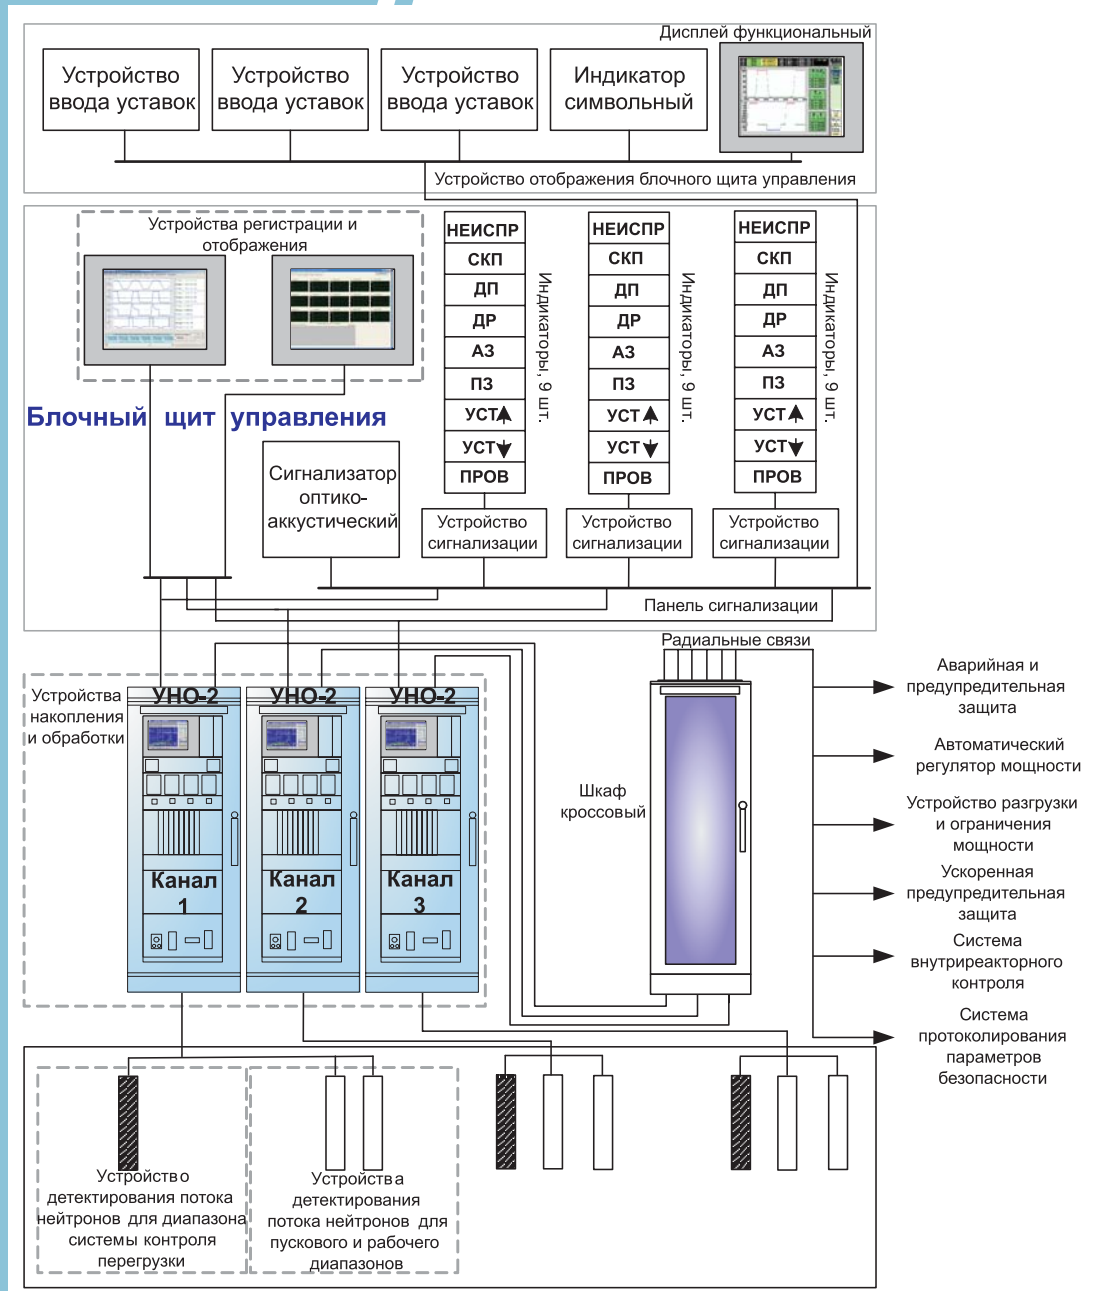 Дисплей функциональный
Устройство
ввода уставок
Устройство
ввода уставок
Устройство
ввода уставок
Индикатор
символьный
Устройство отображения блочного щита управления
Устройства регистрации и
отображения
НЕИСПР
СКП
ДП
ДР
АЗ
ПЗ
УСТ
УСТ
ПРОВ
Индикаторы, 9 шт.
НЕИСПР
СКП
ДП
ДР
АЗ
ПЗ
УСТ
УСТ
ПРОВ
Индикаторы, 9 шт.
НЕИСПР
СКП
ДП
ДР
АЗ
ПЗ
УСТ
УСТ
ПРОВ
Индикаторы, 9 шт.
Блочный щит управления
Сигнализатор
оптико-
аккустический
Устройство
сигнализации
Устройство
сигнализации
Устройство
сигнализации
Панель сигнализации
Радиальные связи
Устройства
накопления
и обработки
УНО-2
УНО-2
УНО-2
Канал
1
Канал
2
Канал
3
Шкаф
кроссовый
Аварийная и
предупредительная
защита
Автоматический
регулятор мощности
Устройство разгрузки
и ограничения
мощности
Ускоренная
предупредительная
защита
Система
внутриреакторного
контроля
Система
протоколирования
параметров
безопасности
Устройство
детектирования потока
нейтронов для диапазона
системы контроля
перегрузки
Устройства
детектирования
потока нейтронов для
пускового и рабочего
диапазонов